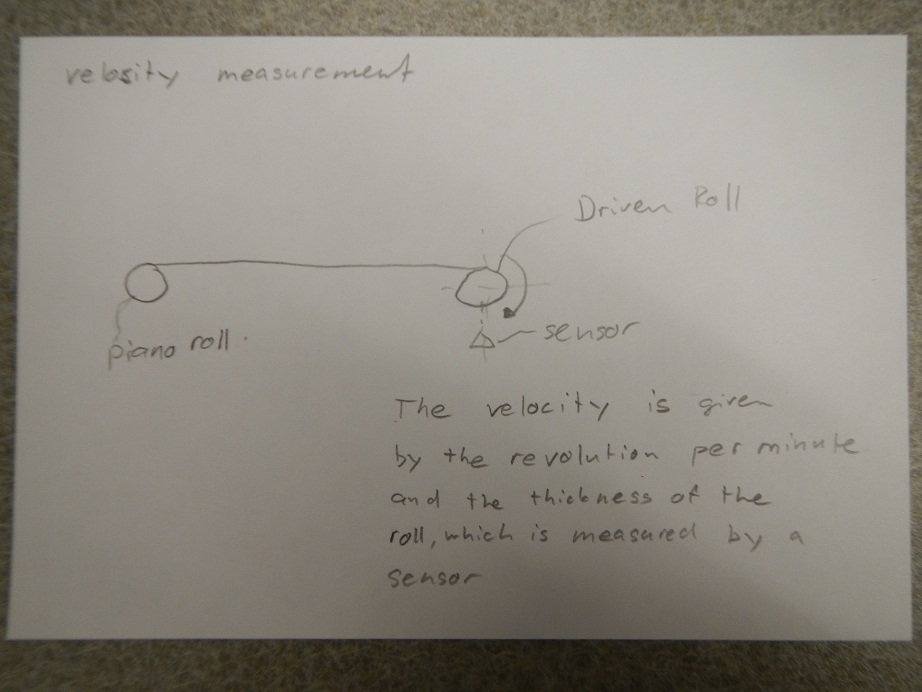 velosity measurement
Driven Roll
piano roll.
sensor
The velocity is given
by the revolution per minute
and the thickness of the
roll, which is measured by a
sensor